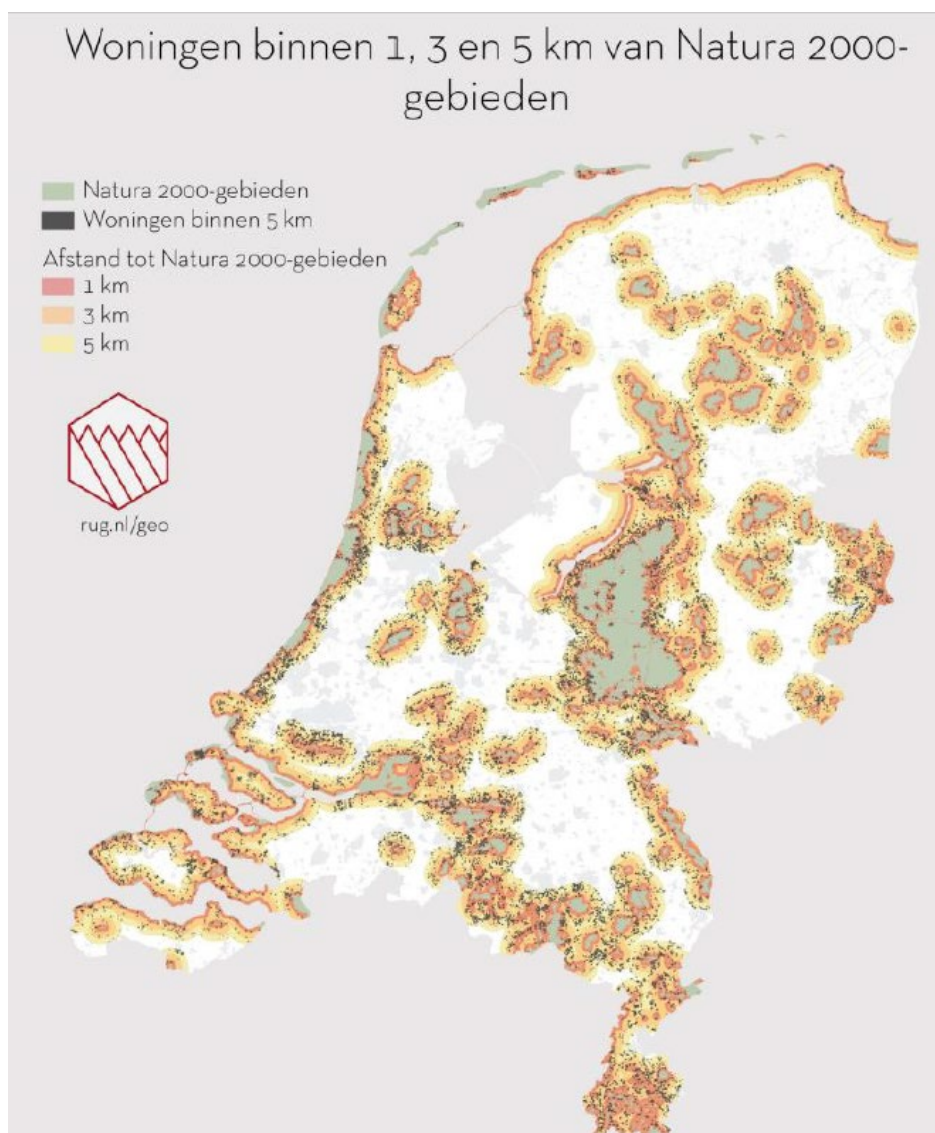 Woningen binnen 1, 3 en 5 km van Natura 2000-
gebieden
Natura 2000-gebieden
Woningen binnen 5 km
Afstand tot Natura 2000-gebieden
1 km
3 km
5 km
rug.nl/geo